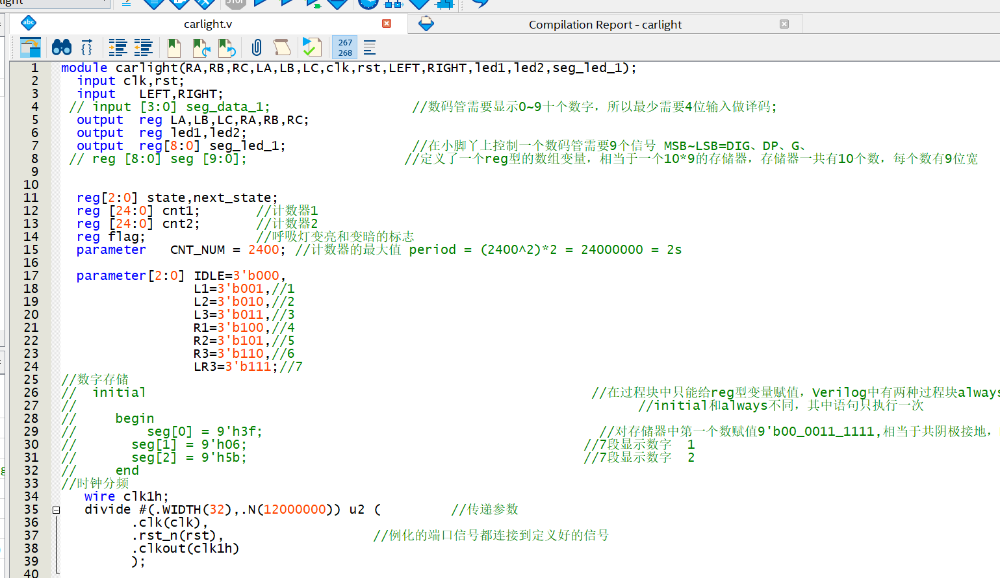 carlight.v
Compilation Report - carlight
267
268
1 module carlight(RA,RB,RC,LA,LB,LC,clk,rst,LEFT,RIGHT,led1,led2,seg_led_1);
2 input clk,rst;
3 input LEFT,RIGHT;
4 // input [3:0] seg_data_1; //数码管需要显示0~9十个数字，所以最少需要4位输入做译码;
5 output reg LA,LB,LC,RA,RB,RC;
6 output reg led1,led2;
7 output reg[8:0] seg_led_1; //在小脚丫上控制一个数码管需要9个信号 MSB~LSB=DIG、DP、G、
8 // reg [8:0] seg [9:0]; //定义了一个reg型的数组变量，相当于一个10*9的存储器，存储器一共有10个数，每个数有9位宽
9
10
11 reg[2:0] state,next_state;
12 reg [24:0] cnt1; //计数器1
13 reg [24:0] cnt2; //计数器2
14 reg flag; //呼吸灯变亮和变暗的标志
15 parameter CNT_NUM = 2400; //计数器的最大值 period = (2400^2)*2 = 24000000 = 2s
16
17 parameter[2:0] IDLE=3'b000,
18 L1=3'b001,//1
19 L2=3'b010,//2
20 L3=3'b011,//3
21 R1=3'b100,//4
22 R2=3'b101,//5
23 R3=3'b110,//6
24 LR3=3'b111;//7
25 //数字存储
26 // initial //在过程块中只能给reg型变量赋值，Verilog中有两种过程块always
27 // //initial和always不同，其中语句只执行一次
28 // begin
29 // seg[0] = 9'h3f; //对存储器中第一个数赋值9'b00_0011_1111,相当于共阴极接地，
30 // seg[1] = 9'h06; //7段显示数字 1
31 // seg[2] = 9'h5b; //7段显示数字 2
32 // end
33 //时钟分频
34 wire clk1h;
35 divide #(.WIDTH(32),.N(12000000)) u2 ( //传递参数
36 .clk(clk),
37 .rst_n(rst), //例化的端口信号都连接到定义好的信号
38 .clkout(clk1h)
39 );
40